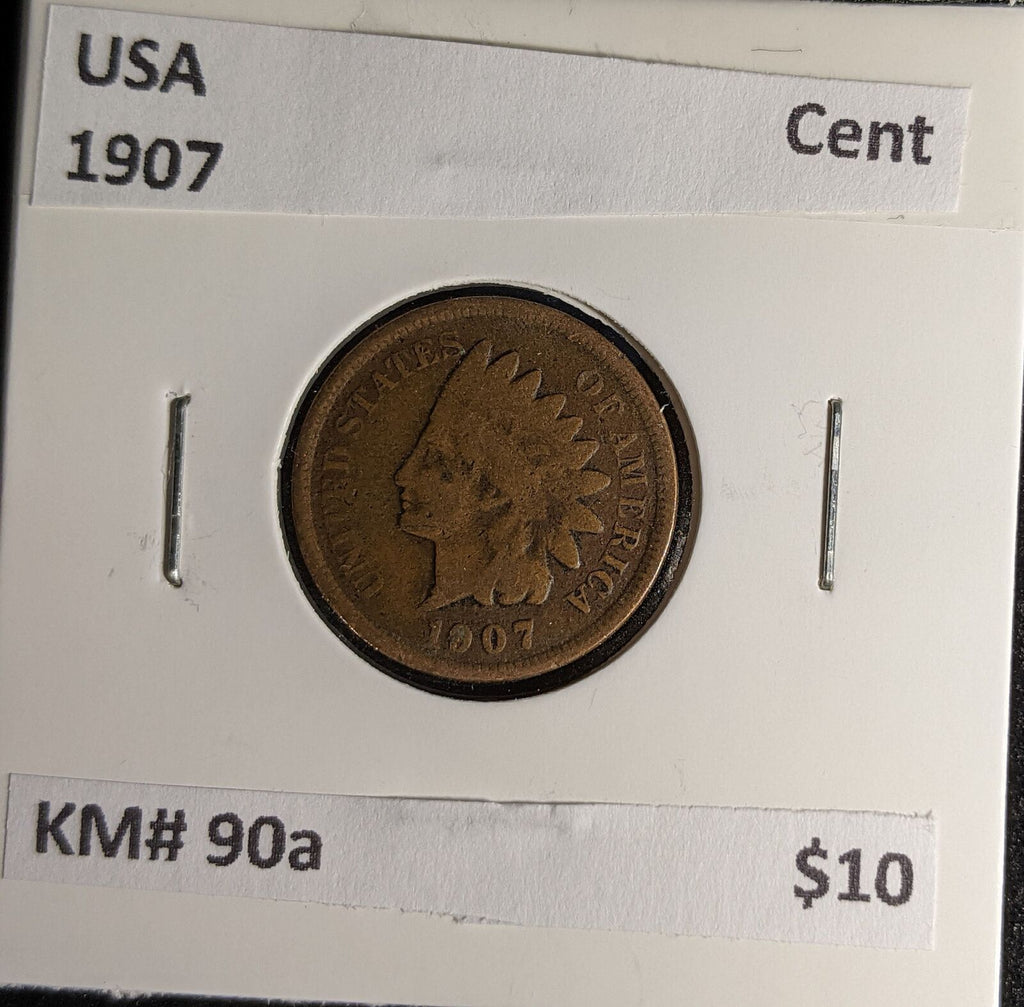 USA
1907
Cent
UNITED STATES OF AMERICA
1907
KM# 90a
$10